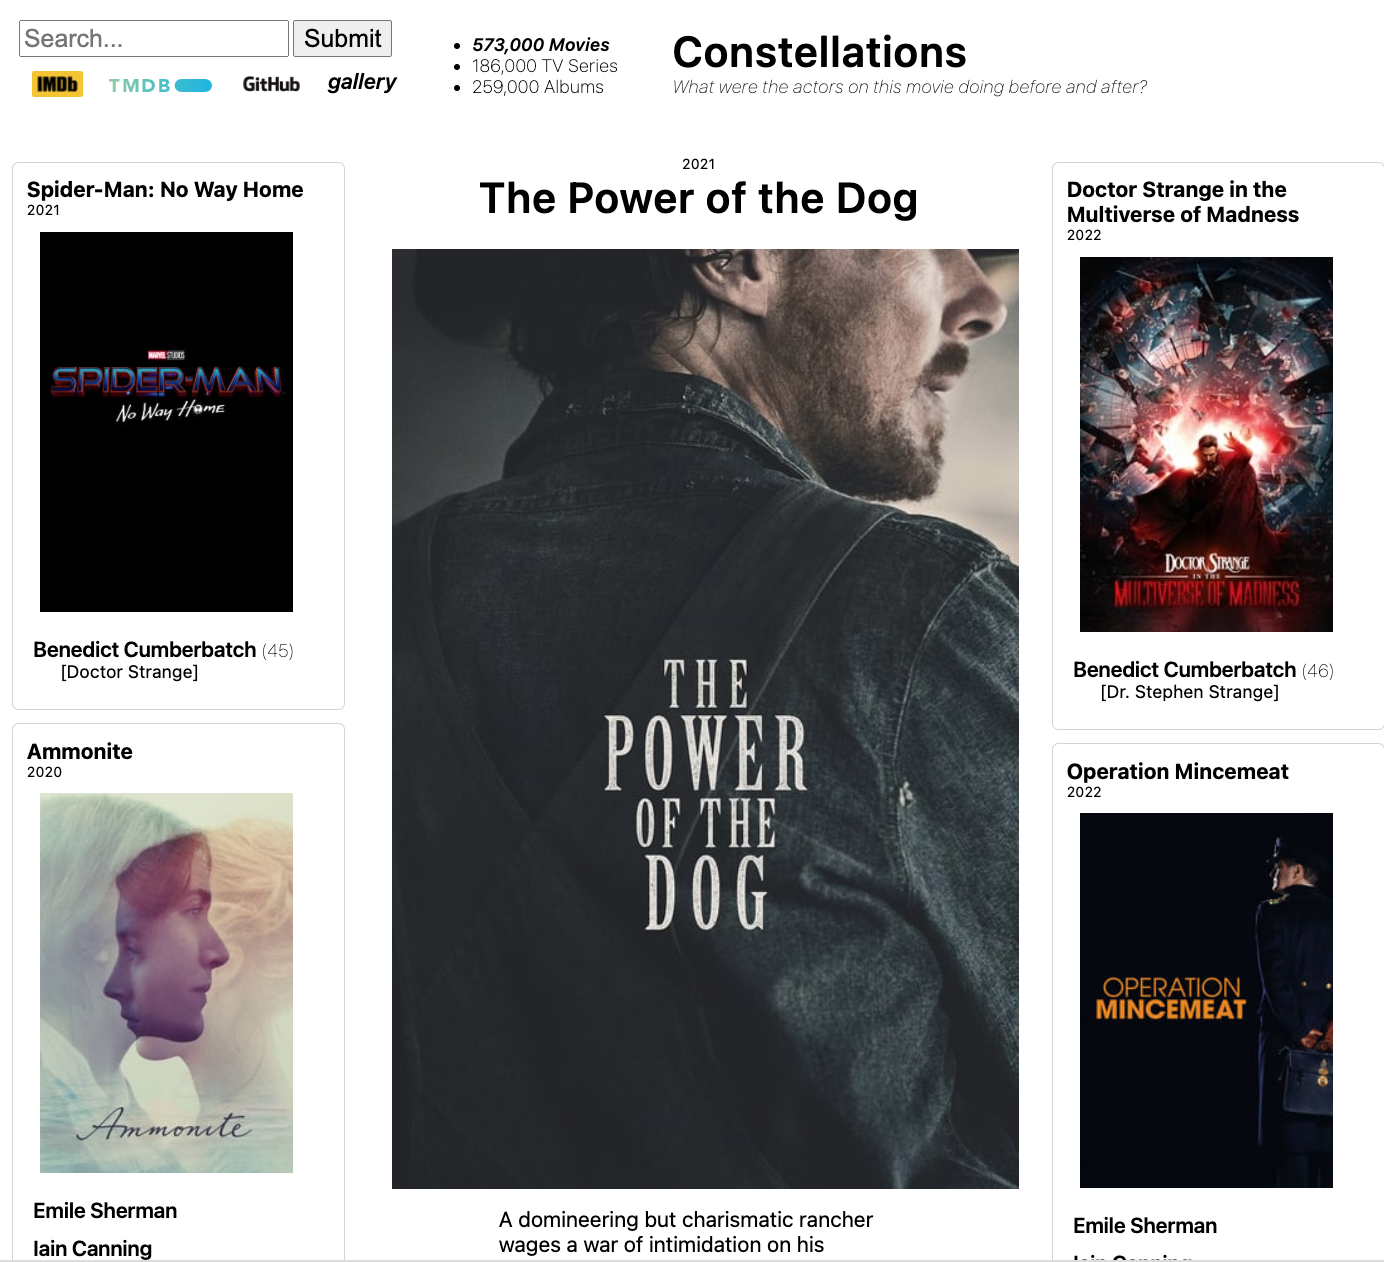 Search...
Submit
IMDb
TMDB
GitHub
gallery
573,000 Movies
186,000 TV Series
259,000 Albums
Constellations
What were the actors on this movie doing before and after?
Spider-Man: No Way Home
2021
MARVEL STUDIOS
SPIDER-MAN
No Way Home
Benedict Cumberbatch (45)
[Doctor Strange]
Ammonite
2020
Ammonite
Emile Sherman
Iain Canning
2021
The Power of the Dog
THE
POWER
OF THE
DOG
A domineering but charismatic rancher
wages a war of intimidation on his
Doctor Strange in the
Multiverse of Madness
2022
DOCTOR STRANGE
IN THE
MULTIVERSE OF MADNESS
Benedict Cumberbatch (46)
[Dr. Stephen Strange]
Operation Mincemeat
2022
OPERATION
MINCEMEAT
Emile Sherman
Iain Canning